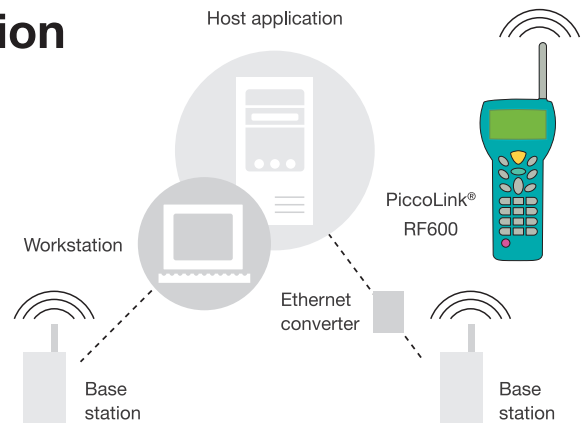 ion
Host application
PiccoLink®
RF600
Workstation
Ethernet
converter
Base
station
Base
station